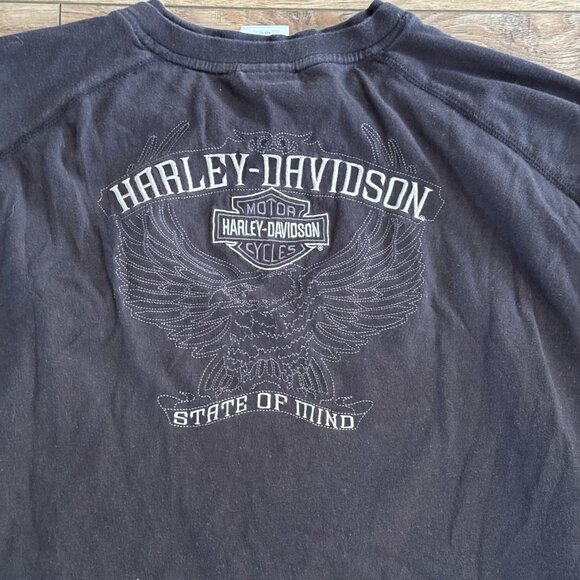 HARLEY-DAVIDSON
MOTOR
HARLEY-DAVIDSON
CYCLES
STATE OF MIND